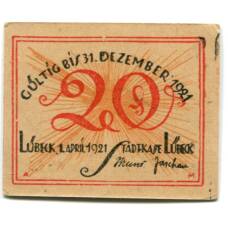 GÜLTIG BIS 31. DEZEMBER 1921
20
LÜBECK 1. APRIL 1921 STADTKASSE LÜBECK